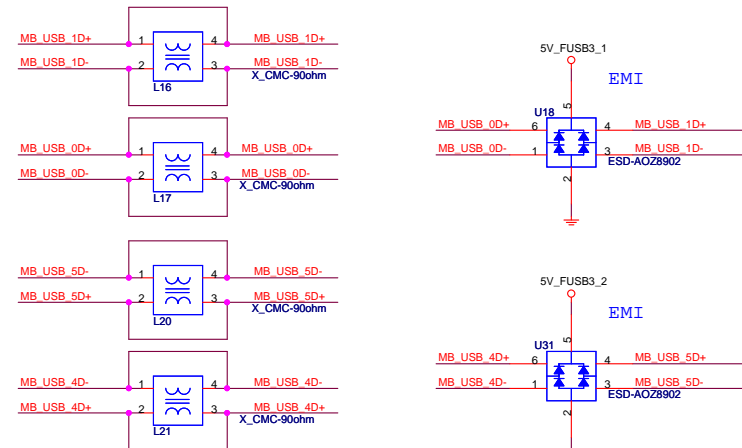 MB_USB_1D+ 1 4 MB_USB_1D+
MB_USB_1D- 2 3 MB_USB_1D-
X_CMC-90ohm
L16
MB_USB_0D+ 1 4 MB_USB_0D+
MB_USB_0D- 2 3 MB_USB_0D-
X_CMC-90ohm
L17
MB_USB_5D- 1 4 MB_USB_5D-
MB_USB_5D+ 2 3 MB_USB_5D+
X_CMC-90ohm
L20
MB_USB_4D- 1 4 MB_USB_4D-
MB_USB_4D+ 2 3 MB_USB_4D+
X_CMC-90ohm
L21
5V_FUSB3_1
EMI
U18 5
MB_USB_0D+ 6 4 MB_USB_1D+
MB_USB_0D- 1 3 MB_USB_1D-
ESD-AOZ8902
2
5V_FUSB3_2
EMI
U31 5
MB_USB_4D+ 6 4 MB_USB_5D+
MB_USB_4D- 1 3 MB_USB_5D-
ESD-AOZ8902
2